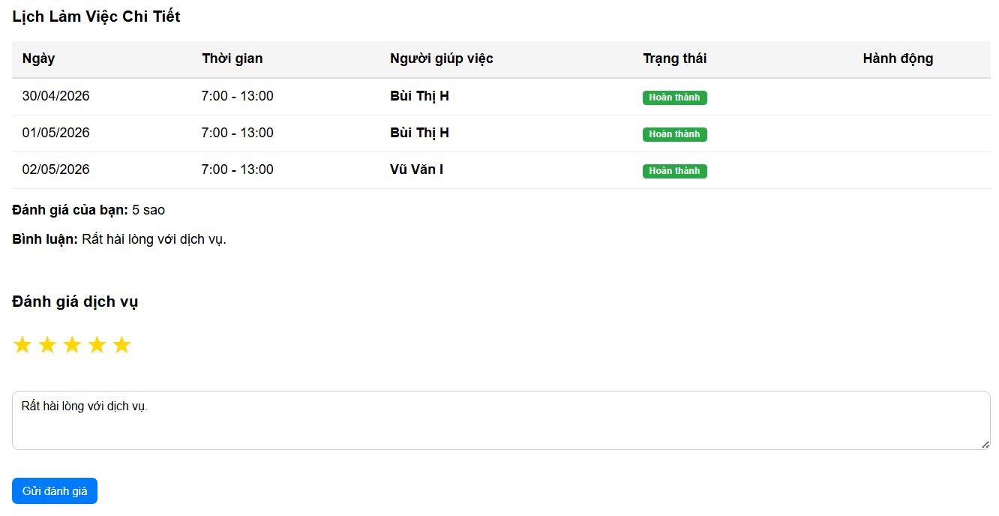 Lịch Làm Việc Chi Tiết
Ngày Thời gian Người giúp việc Trạng thái Hành động
30/04/2026 7:00 - 13:00 Bùi Thị H Hoàn thành
01/05/2026 7:00 - 13:00 Bùi Thị H Hoàn thành
02/05/2026 7:00 - 13:00 Vũ Văn I Hoàn thành
Đánh giá của bạn: 5 sao
Bình luận: Rất hài lòng với dịch vụ.
Đánh giá dịch vụ
★ ★ ★ ★ ★
Rất hài lòng với dịch vụ.
Gửi đánh giá